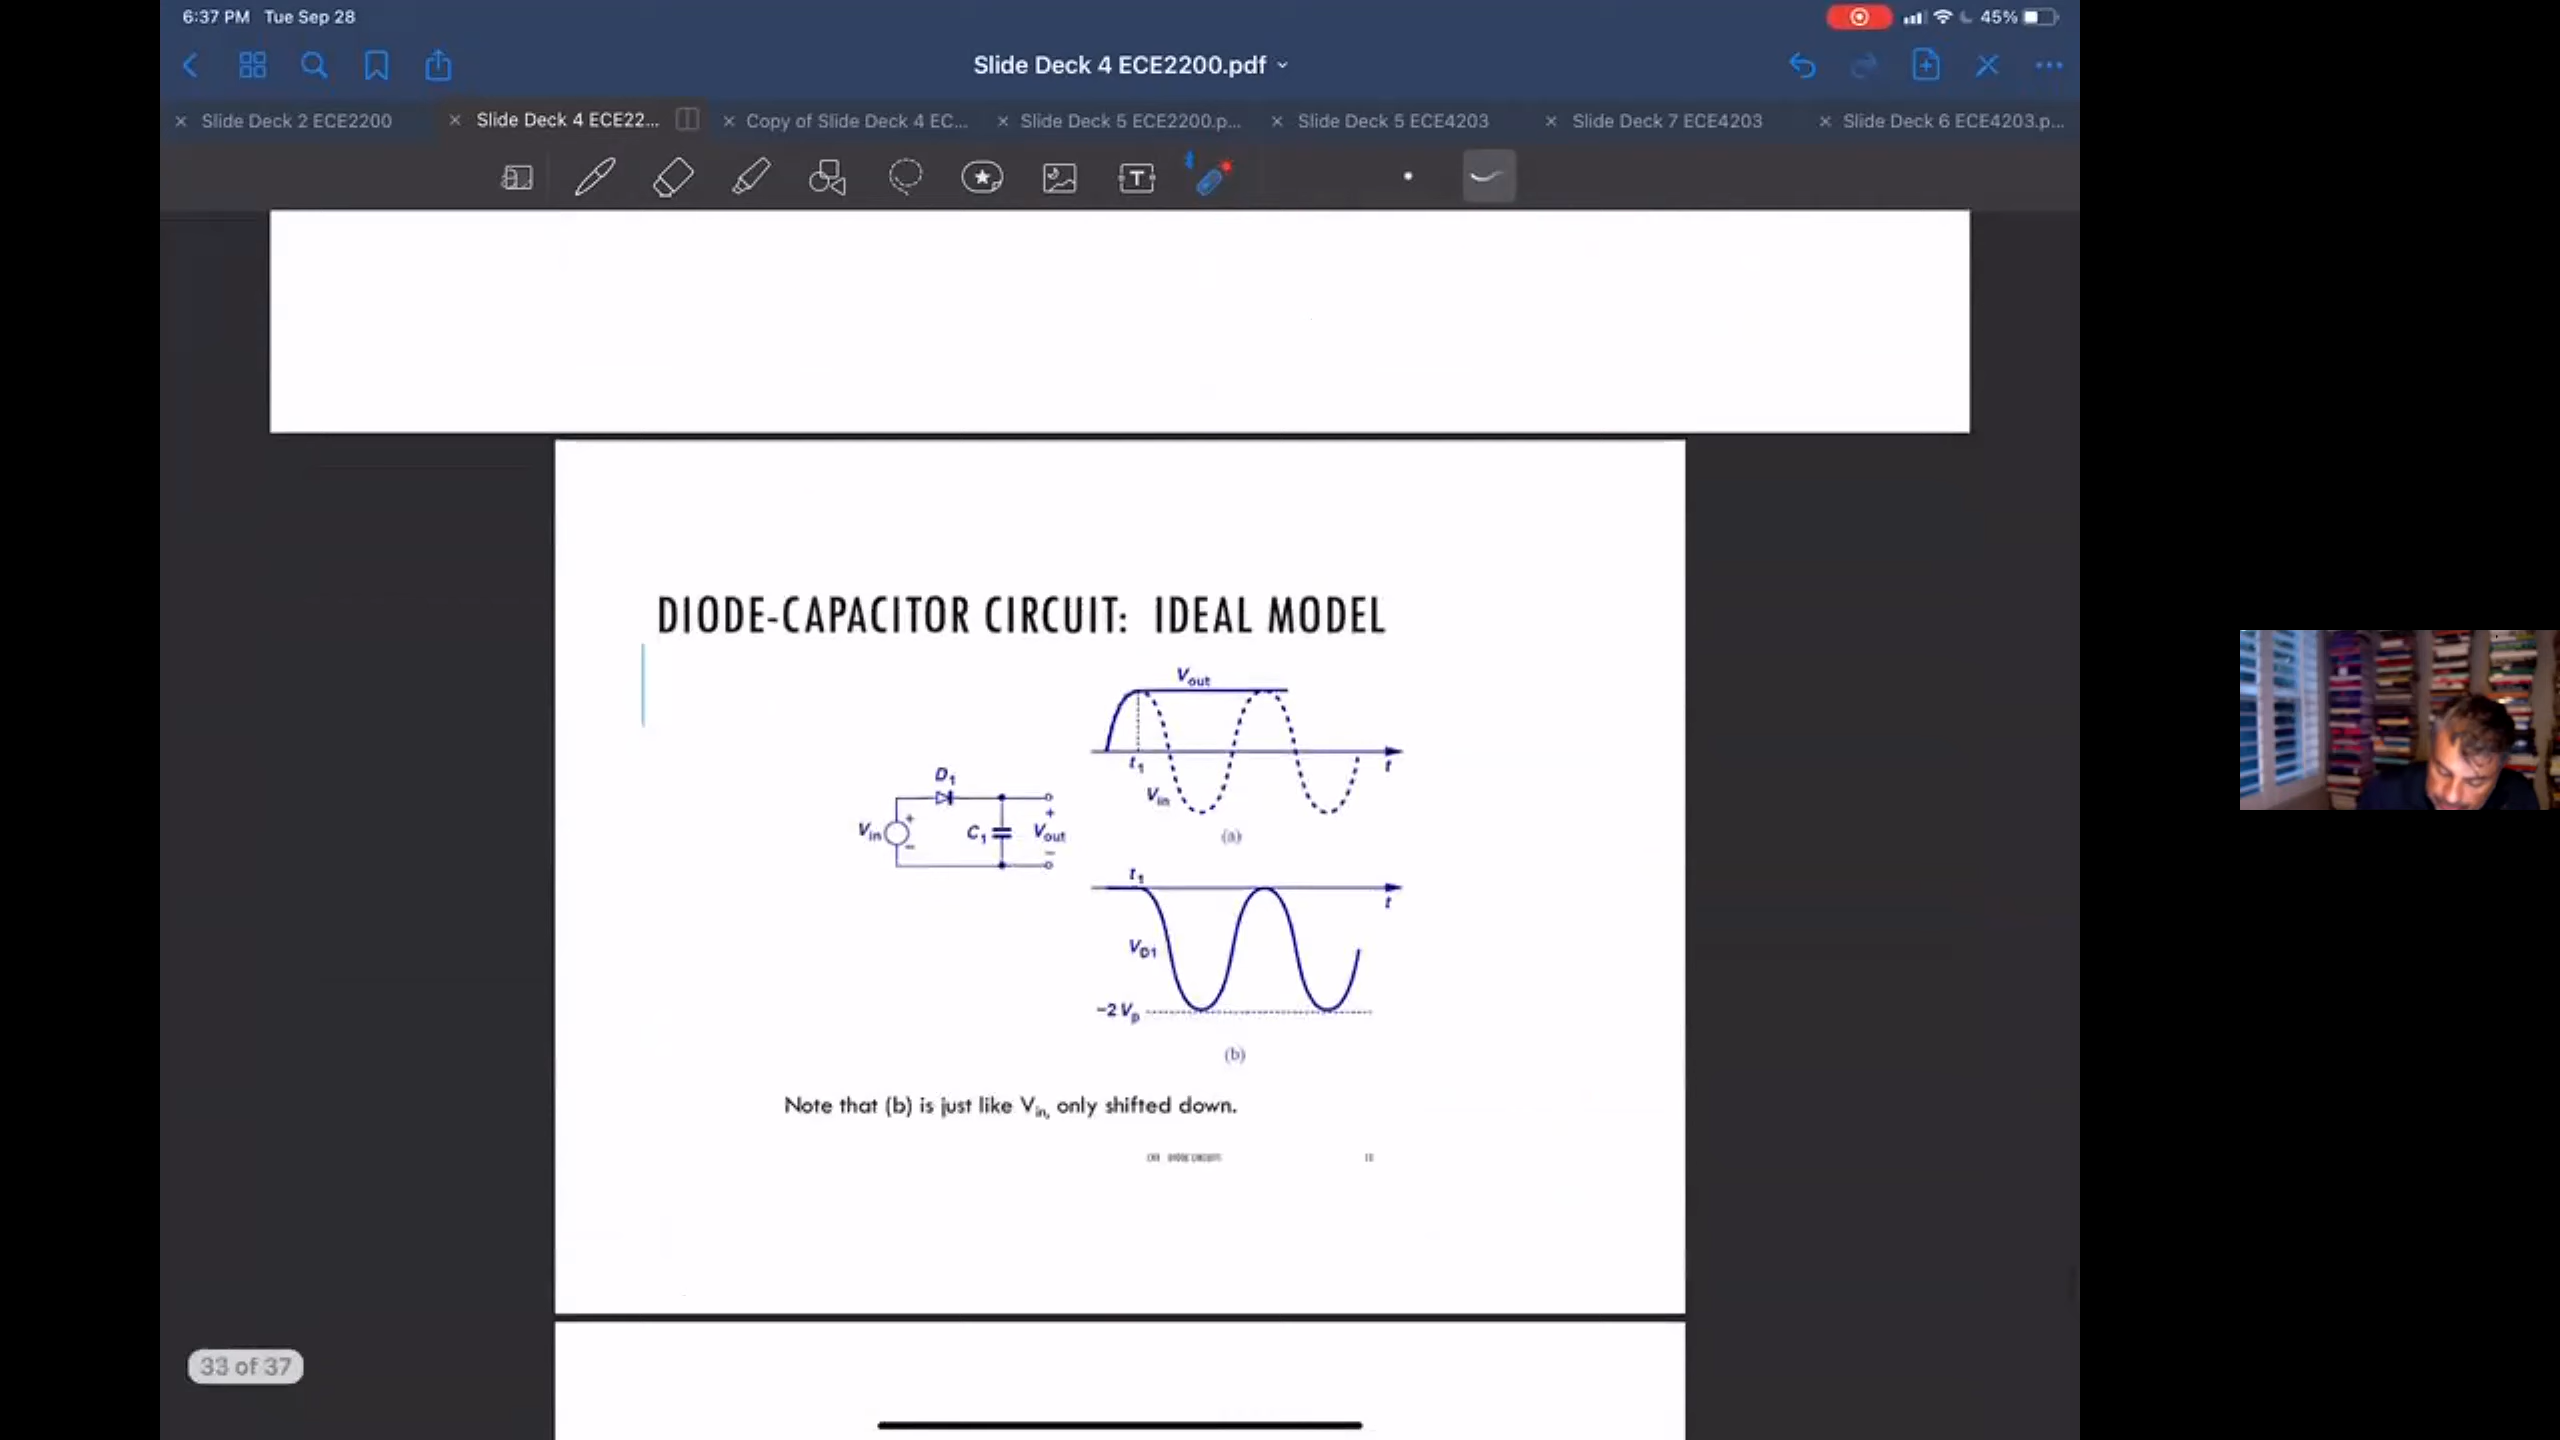 6:37 PM Tue Sep 28
45%
Slide Deck 4 ECE2200.pdf
Slide Deck 2 ECE2200
Slide Deck 4 ECE22...
Copy of Slide Deck 4 EC...
Slide Deck 5 ECE2200.p...
Slide Deck 5 ECE4203
Slide Deck 7 ECE4203
Slide Deck 6 ECE4203.p...
T
DIODE-CAPACITOR CIRCUIT: IDEAL MODEL
Vout
t1
t
Vin
(a)
D1
Vin
+
−
C1
+
Vout
−
t1
t
VD1
−2 Vp
(b)
Note that (b) is just like Vin, only shifted down.
33 of 37